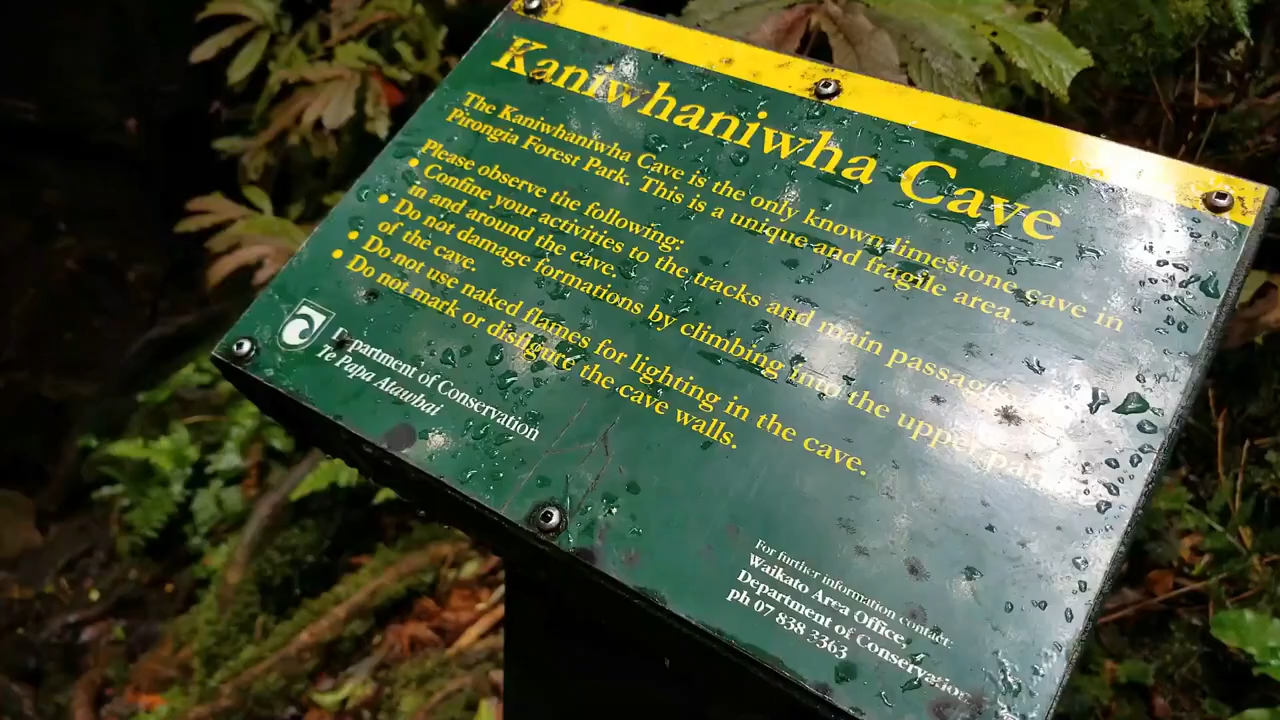 Kaniwhaniwha Cave
The Kaniwhaniwha Cave is the only known limestone cave in
Pirongia Forest Park. This is a unique and fragile area.
Please observe the following:
• Confine your activities to the tracks and main passage
in and around the cave.
• Do not damage formations by climbing into the upper part
of the cave.
• Do not use naked flames for lighting in the cave.
• Do not mark or disfigure the cave walls.
Department of Conservation
Te Papa Atawhai
For further information contact:
Waikato Area Office,
Department of Conservation
ph 07 838 3363